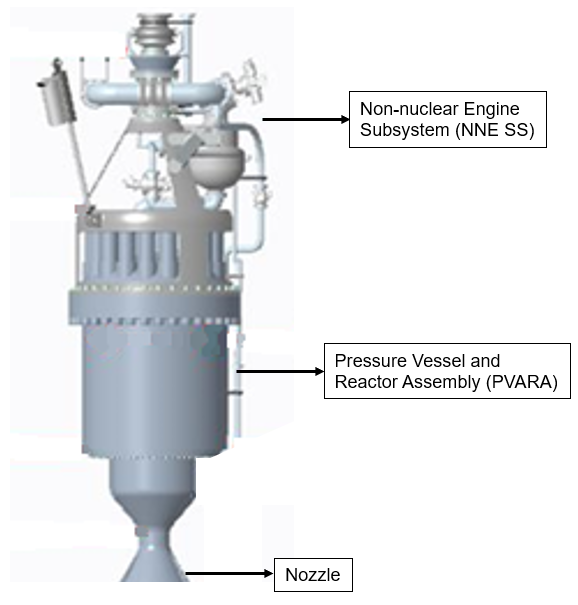 Non-nuclear Engine
Subsystem (NNE SS)
Pressure Vessel and
Reactor Assembly (PVARA)
Nozzle